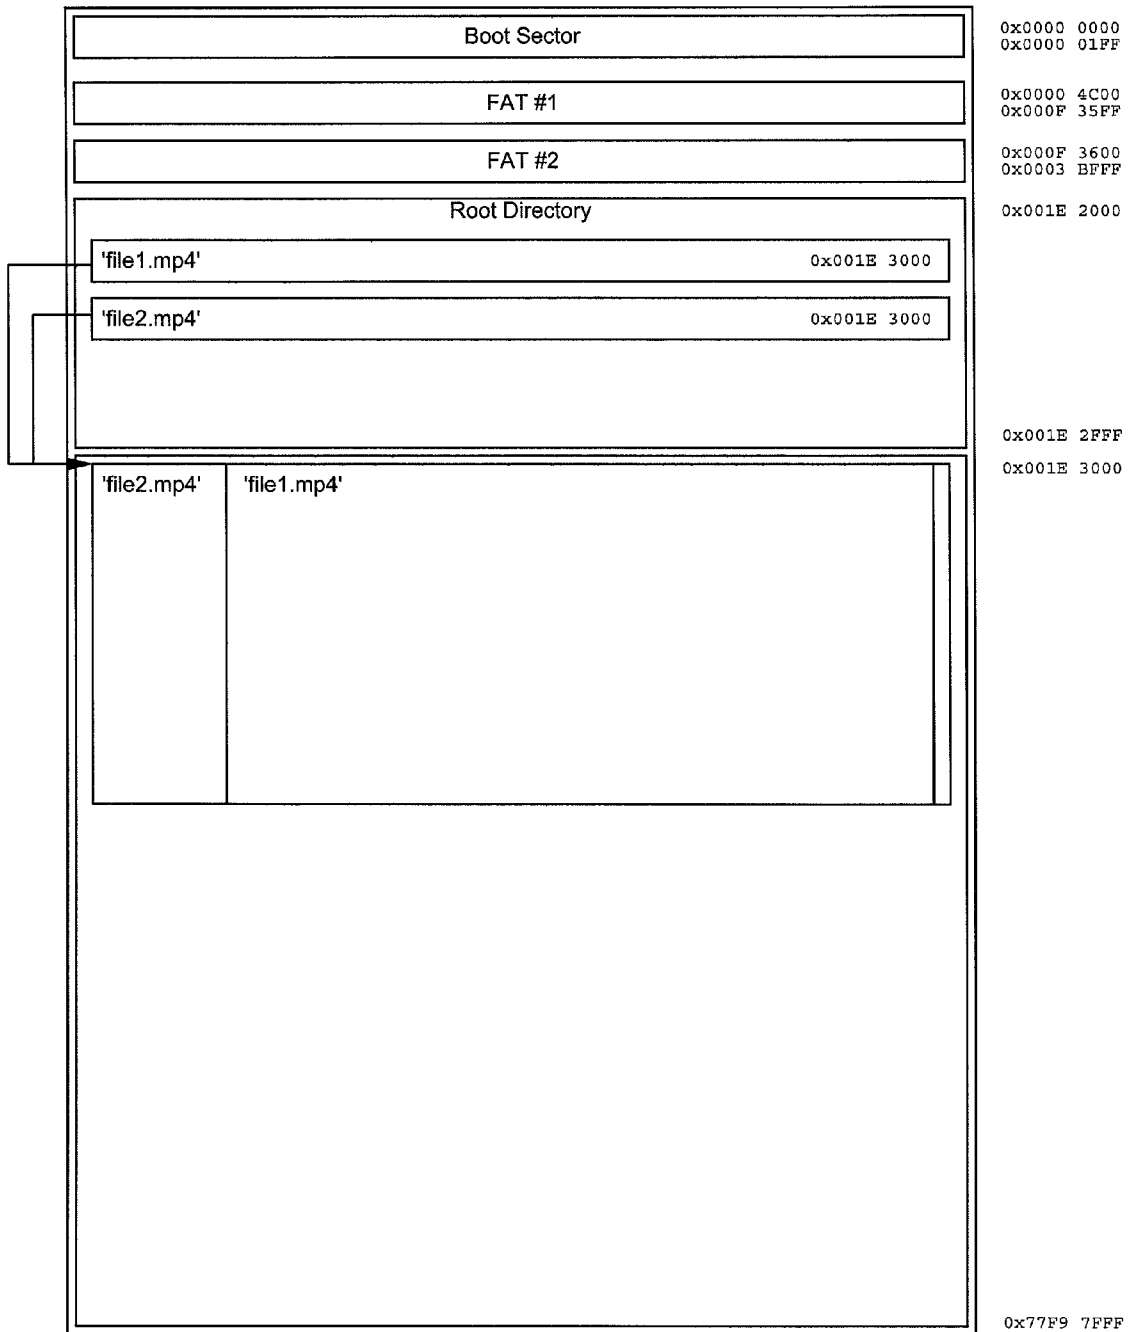 Boot Sector
0x0000 0000
0x0000 01FF
FAT #1
0x0000 4C00
0x000F 35FF
FAT #2
0x000F 3600
0x0003 BFFF
Root Directory
0x001E 2000
'file1.mp4' 0x001E 3000
'file2.mp4' 0x001E 3000
0x001E 2FFF
0x001E 3000
'file2.mp4' 'file1.mp4'
0x77F9 7FFF